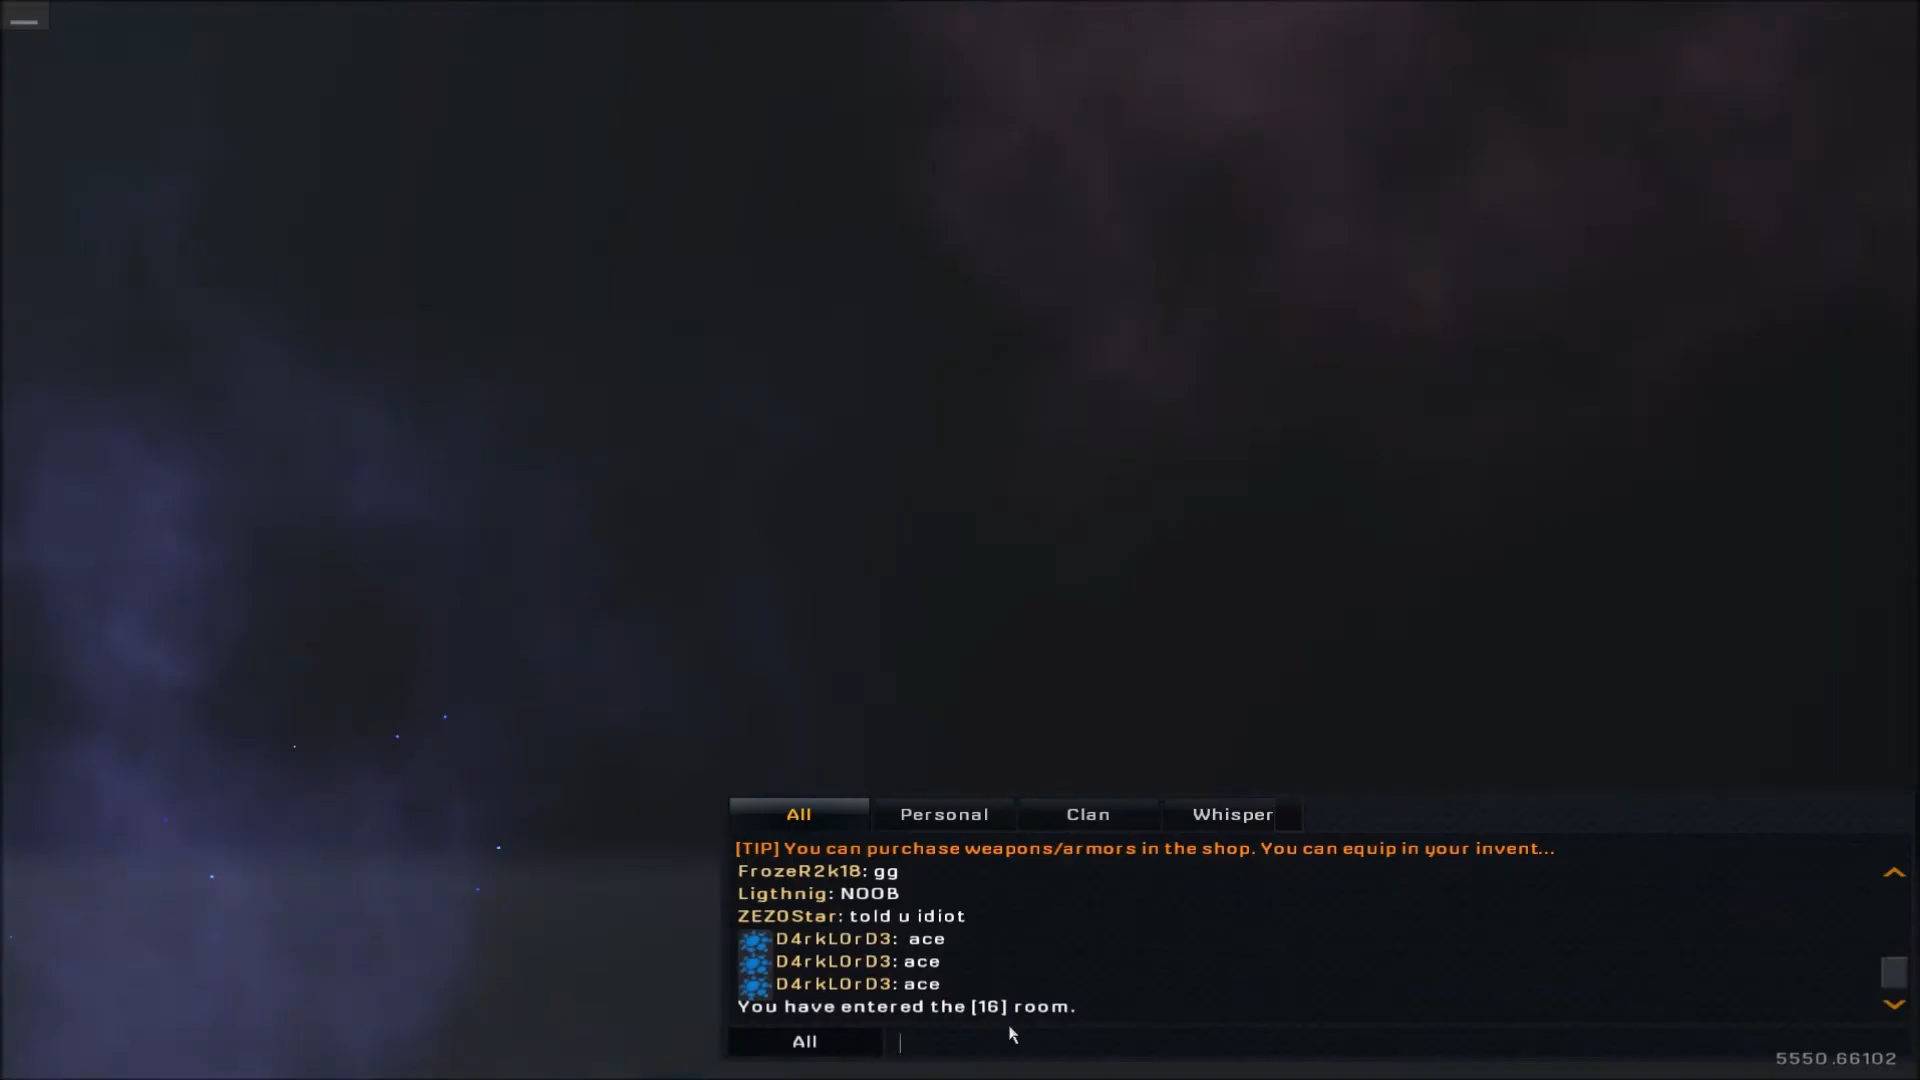 All Personal Clan Whisper
[TIP] You can purchase weapons/armors in the shop. You can equip in your invent...
FrozeR2k18: gg
Ligthnig: NOOB
ZEZOStar: told u idiot
D4rkL0rD3: ace
D4rkL0rD3: ace
D4rkL0rD3: ace
You have entered the [16] room.
All
5550.66102